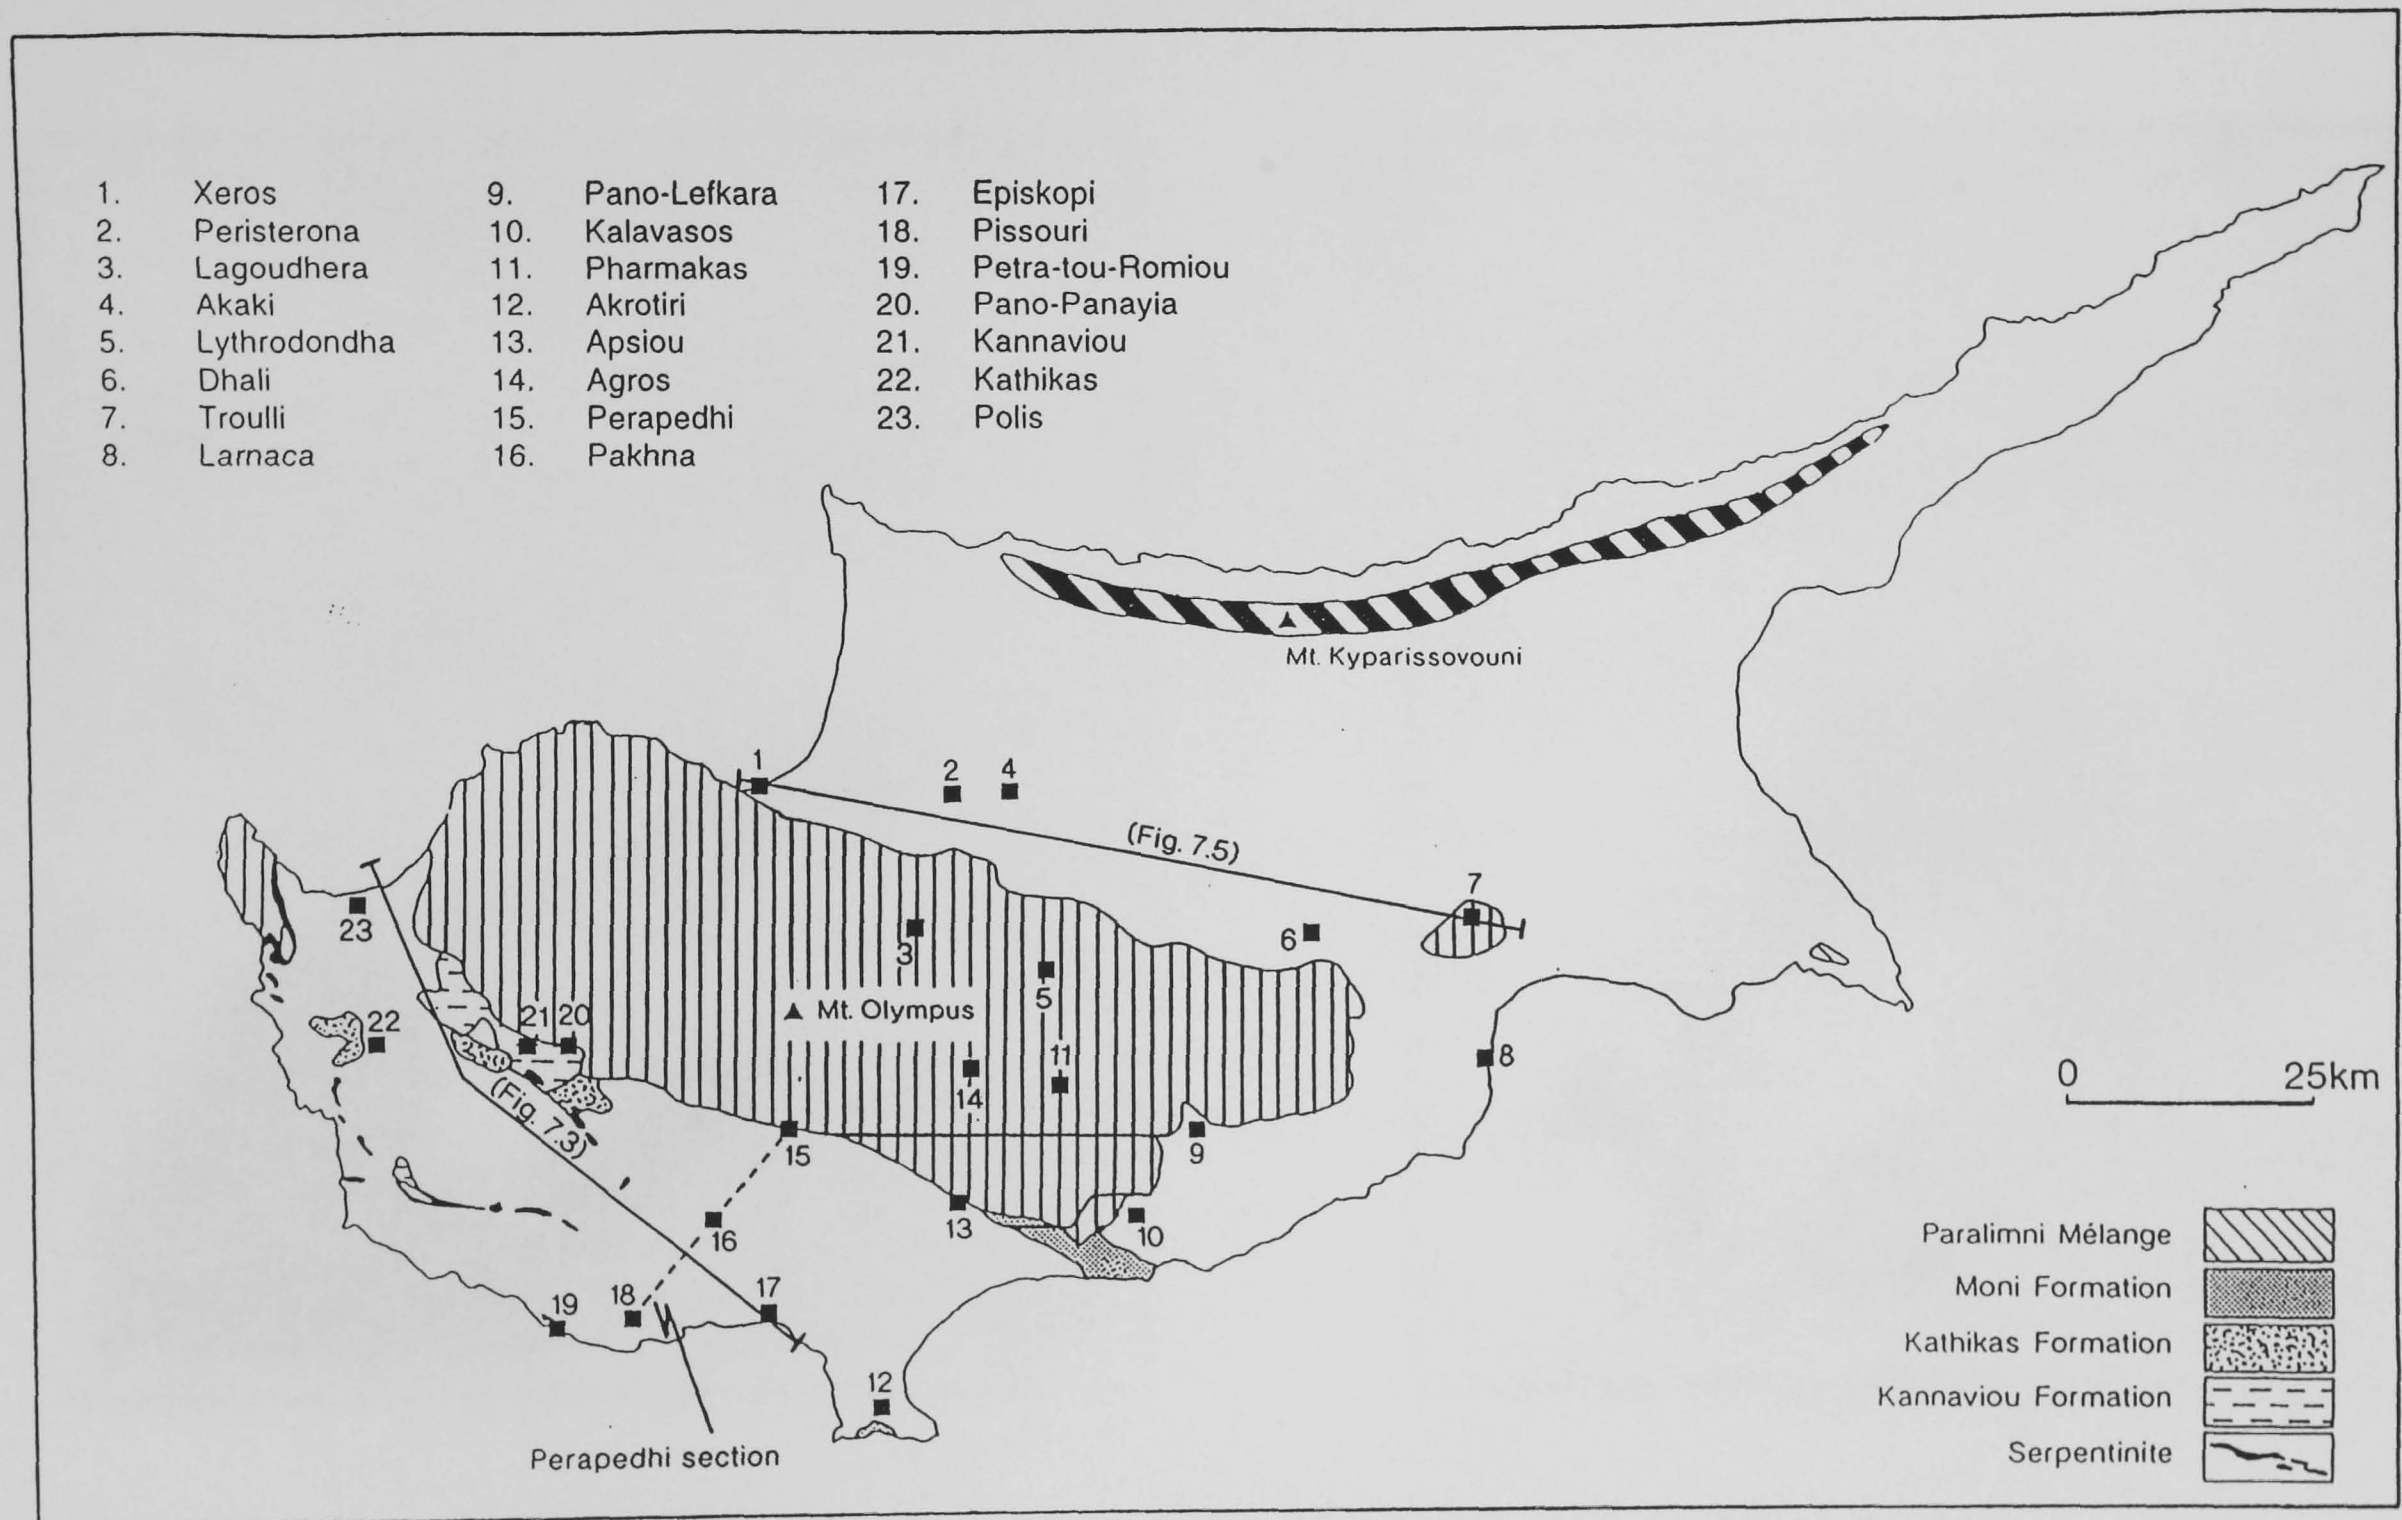 1. Xeros
2. Peristerona
3. Lagoudhera
4. Akaki
5. Lythrodondha
6. Dhali
7. Troulli
8. Larnaca
9. Pano-Lefkara
10. Kalavasos
11. Pharmakas
12. Akrotiri
13. Apsiou
14. Agros
15. Perapedhi
16. Pakhna
17. Episkopi
18. Pissouri
19. Petra-tou-Romiou
20. Pano-Panayia
21. Kannaviou
22. Kathikas
23. Polis
Mt. Kyparissovouni
1
2
4
(Fig. 7.5)
7
23
3
6
5
Mt. Olympus
22
21
20
11
8
14
(Fig. 7.3)
15
9
16
13
10
19
18
17
12
Perapedhi section
0 25km
Paralimni Mélange
Moni Formation
Kathikas Formation
Kannaviou Formation
Serpentinite